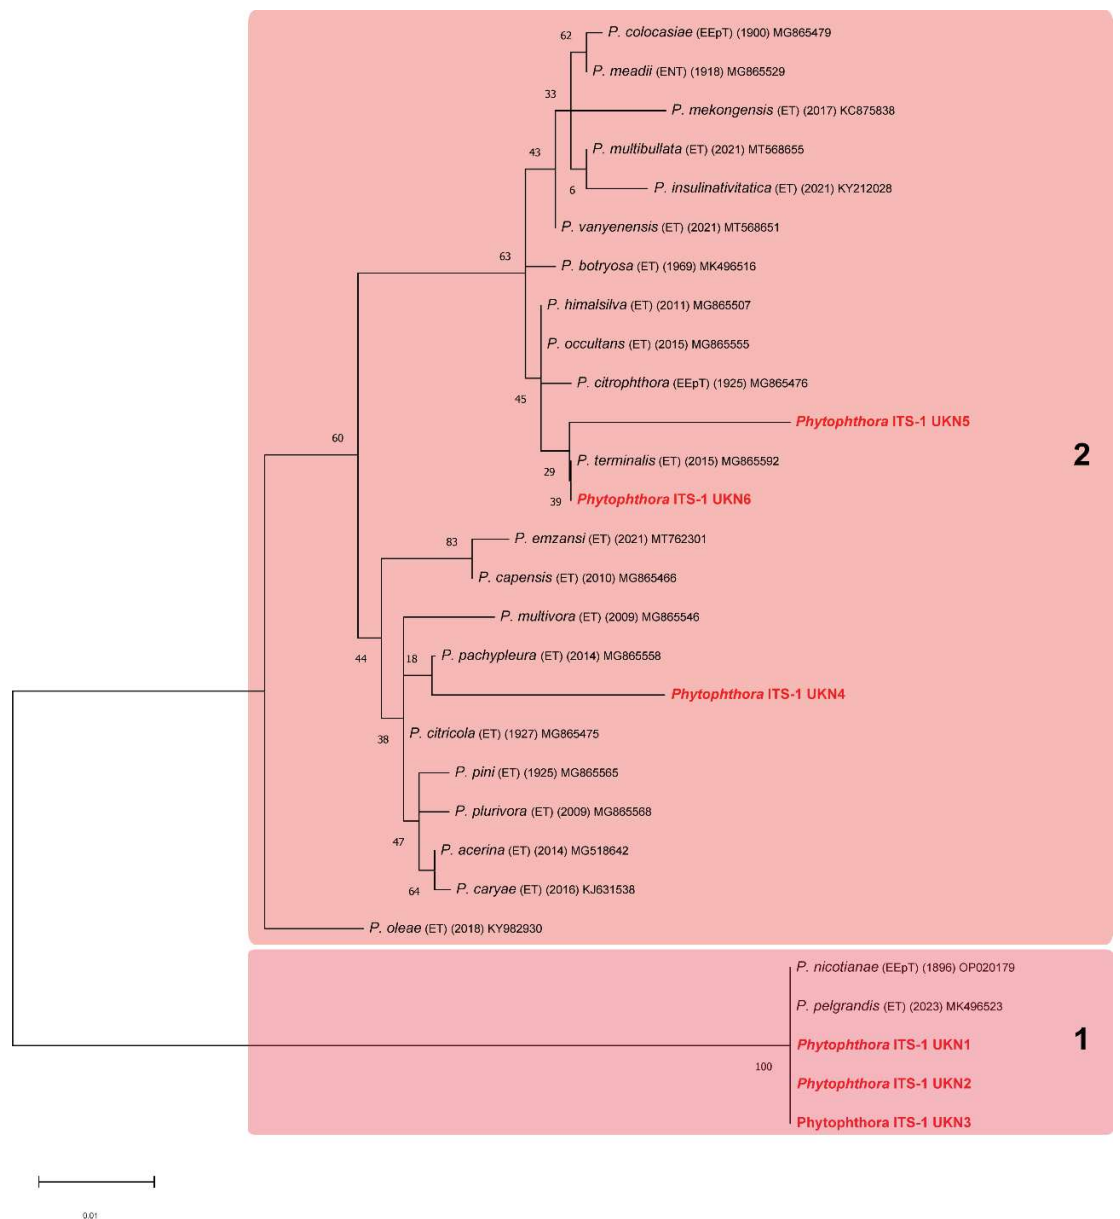 62
P. colocasiae (EEpT) (1900) MG865479
P. meadii (ENT) (1918) MG865529
33
P. mekongensis (ET) (2017) KC875838
43
P. multibullata (ET) (2021) MT568655
6
P. insulinativitatica (ET) (2021) KY212028
P. vanyenensis (ET) (2021) MT568651
63
P. botryosa (ET) (1969) MK496516
P. himalsilva (ET) (2011) MG865507
P. occultans (ET) (2015) MG865555
P. citrophthora (EEpT) (1925) MG865476
45
Phytophthora ITS-1 UKN5
60
2
P. terminalis (ET) (2015) MG865592
29
39
Phytophthora ITS-1 UKN6
83
P. emzansi (ET) (2021) MT762301
P. capensis (ET) (2010) MG865466
P. multivora (ET) (2009) MG865546
44
18
P. pachypleura (ET) (2014) MG865558
Phytophthora ITS-1 UKN4
38
P. citricola (ET) (1927) MG865475
P. pini (ET) (1925) MG865565
P. plurivora (ET) (2009) MG865568
47
P. acerina (ET) (2014) MG518642
64
P. caryae (ET) (2016) KJ631538
P. oleae (ET) (2018) KY982930
P. nicotianae (EEpT) (1896) OP020179
P. pelgrandis (ET) (2023) MK496523
Phytophthora ITS-1 UKN1
1
100
Phytophthora ITS-1 UKN2
Phytophthora ITS-1 UKN3
0.01